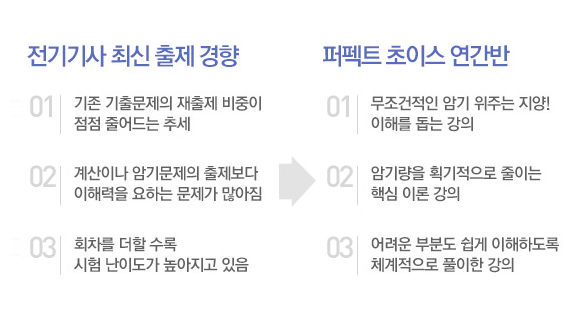 전기기사 최신 출제 경향
01
기존 기출문제의 재출제 비중이
점점 줄어드는 추세
02
계산이나 암기문제의 출제보다
이해력을 요하는 문제가 많아짐
03
회차를 더할 수록
시험 난이도가 높아지고 있음
퍼펙트 초이스 연간반
01
무조건적인 암기 위주는 지양!
이해를 돕는 강의
02
암기량을 획기적으로 줄이는
핵심 이론 강의
03
어려운 부분도 쉽게 이해하도록
체계적으로 풀이한 강의